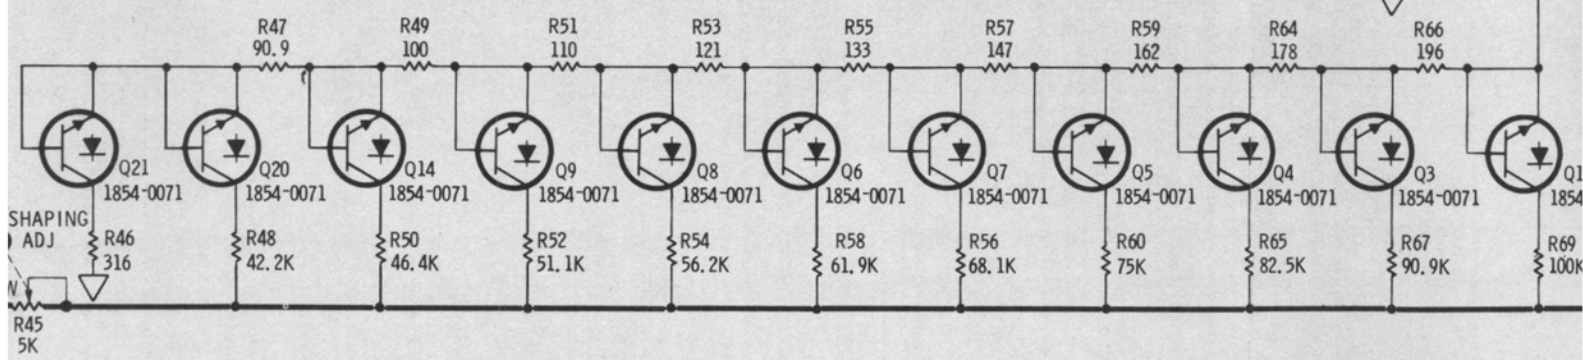 R47
90.9
R49
100
R51
110
R53
121
R55
133
R57
147
R59
162
R64
178
R66
196
Q21
1854-0071
Q20
1854-0071
Q14
1854-0071
Q9
1854-0071
Q8
1854-0071
Q6
1854-0071
Q7
1854-0071
Q5
1854-0071
Q4
1854-0071
Q3
1854-0071
Q1
1854
SHAPING
ADJ
R46
316
R48
42.2K
R50
46.4K
R52
51.1K
R54
56.2K
R58
61.9K
R56
68.1K
R60
75K
R65
82.5K
R67
90.9K
R69
100K
R45
5K